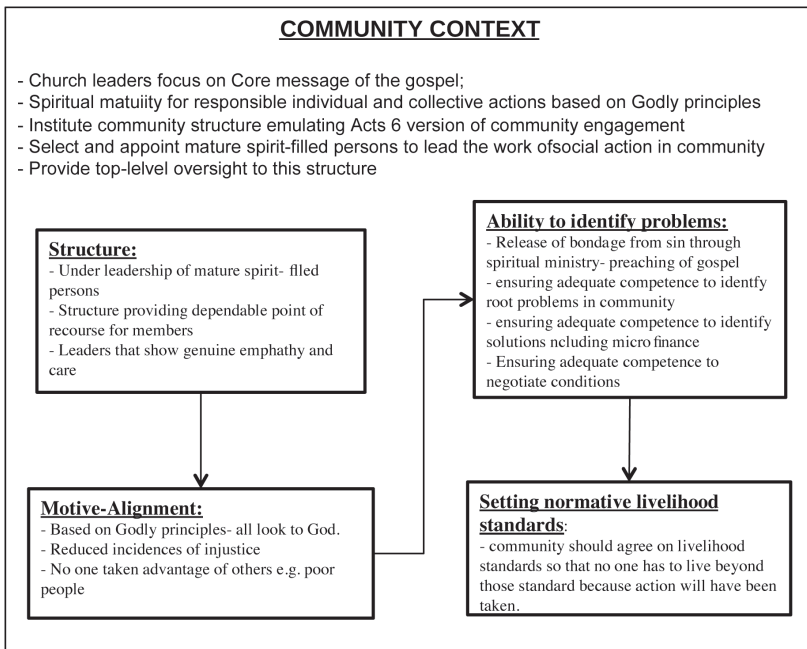 COMMUNITY CONTEXT
- Church leaders focus on Core message of the gospel;
- Spiritual matuiity for responsible individual and collective actions based on Godly principles
- Institute community structure emulating Acts 6 version of community engagement
- Select and appoint mature spirit-filled persons to lead the work ofsocial action in community
- Provide top-lelvel oversight to this structure
Structure:
- Under leadership of mature spirit- flled
persons
- Structure providing dependable point of
recourse for members
- Leaders that show genuine emphathy and
care
Motive-Alignment:
- Based on Godly principles- all look to God.
- Reduced incidences of injustice
- No one taken advantage of others e.g. poor
people
Ability to identify problems:
- Release of bondage from sin through
spiritual ministry- preaching of gospel
- ensuring adequate competence to identfy
root problems in community
- ensuring adequate competence to identify
solutions ncluding micro finance
- Ensuring adequate competence to
negotiate conditions
Setting normative livelihood
standards:
- community should agree on livelihood
standards so that no one has to live beyond
those standard because action will have been
taken.